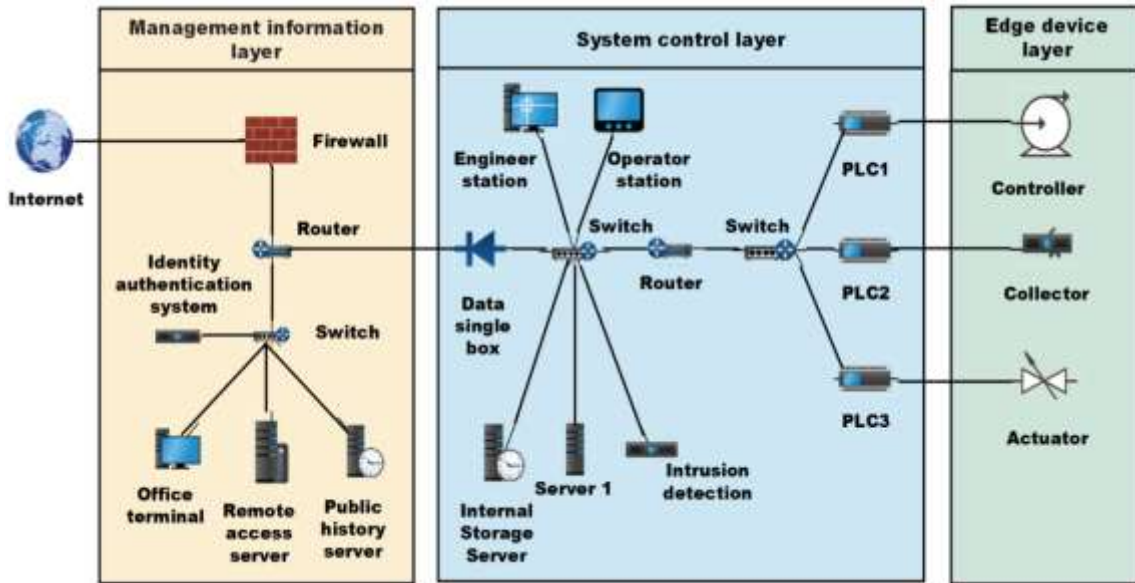 Management information
layer
System control layer
Edge device
layer
Internet
Firewall
Router
Identity
authentication
system
Switch
Office
terminal
Remote
access
server
Public
history
server
Engineer
station
Operator
station
Data
single
box
Switch
Router
Switch
Internal
Storage
Server
Server 1
Intrusion
detection
PLC1
PLC2
PLC3
Controller
Collector
Actuator